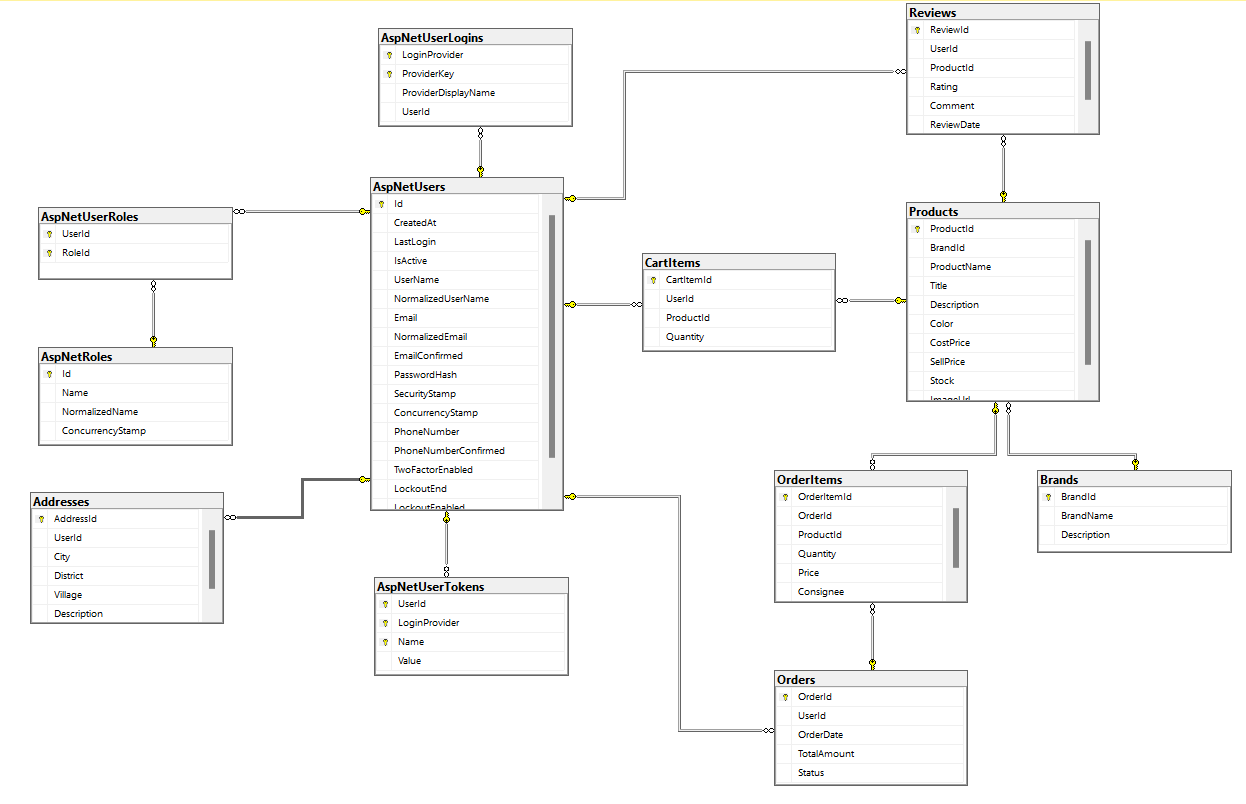 Reviews
ReviewId
UserId
ProductId
Rating
Comment
ReviewDate
AspNetUserLogins
LoginProvider
ProviderKey
ProviderDisplayName
UserId
AspNetUsers
Id
CreatedAt
LastLogin
IsActive
UserName
NormalizedUserName
Email
NormalizedEmail
EmailConfirmed
PasswordHash
SecurityStamp
ConcurrencyStamp
PhoneNumber
PhoneNumberConfirmed
TwoFactorEnabled
LockoutEnd
LockoutEnabled
AspNetUserRoles
UserId
RoleId
Products
ProductId
BrandId
ProductName
Title
Description
Color
CostPrice
SellPrice
Stock
ImageUrl
CartItems
CartItemId
UserId
ProductId
Quantity
AspNetRoles
Id
Name
NormalizedName
ConcurrencyStamp
Addresses
AddressId
UserId
City
District
Village
Description
OrderItems
OrderItemId
OrderId
ProductId
Quantity
Price
Consignee
Brands
BrandId
BrandName
Description
AspNetUserTokens
UserId
LoginProvider
Name
Value
Orders
OrderId
UserId
OrderDate
TotalAmount
Status